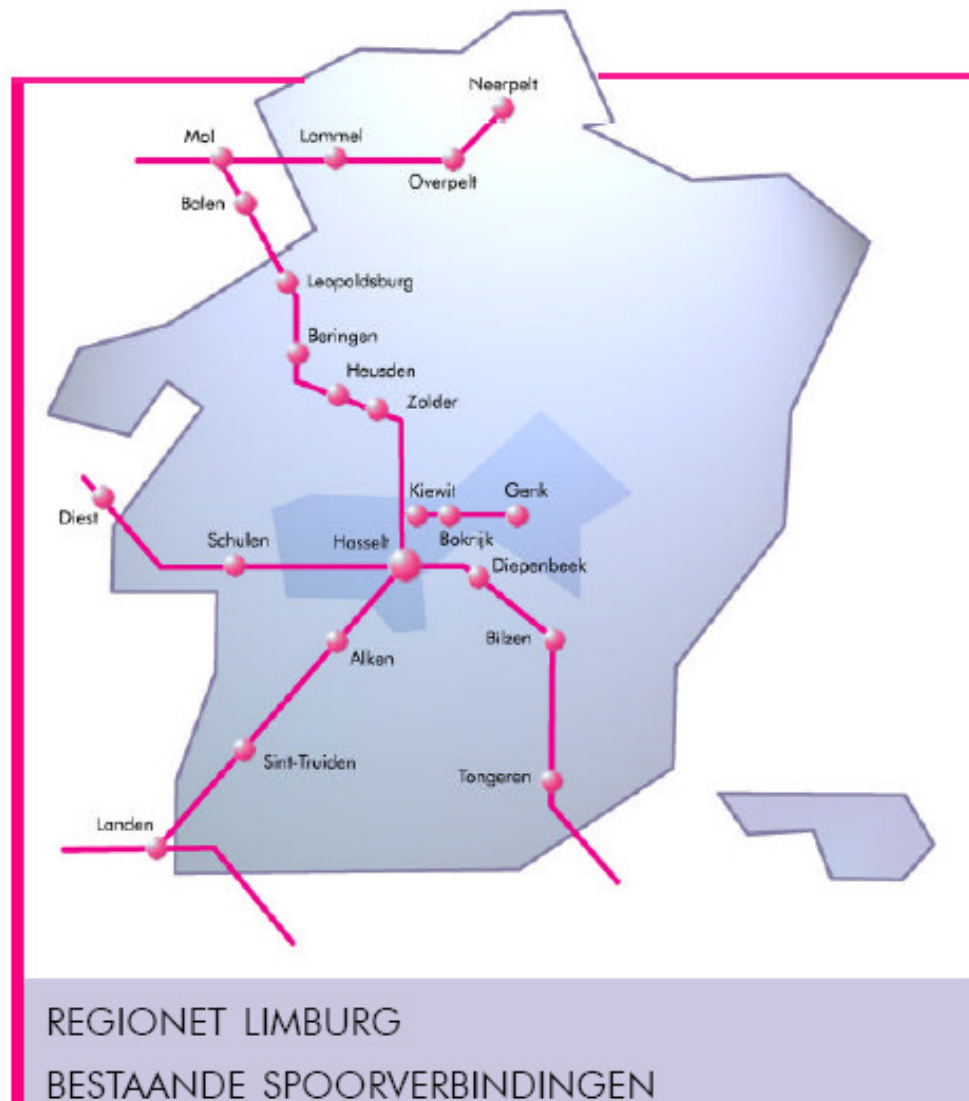 Neerpelt
Mol
Lommel
Overpelt
Balen
Leopoldsburg
Beringen
Heusden
Zolder
Kiewit
Genk
Diest
Schulen
Hasselt
Bokrijk
Diepenbeek
Bilzen
Alken
Sint-Truiden
Tongeren
Landen
REGIONET LIMBURG
BESTAANDE SPOORVERBINDINGEN